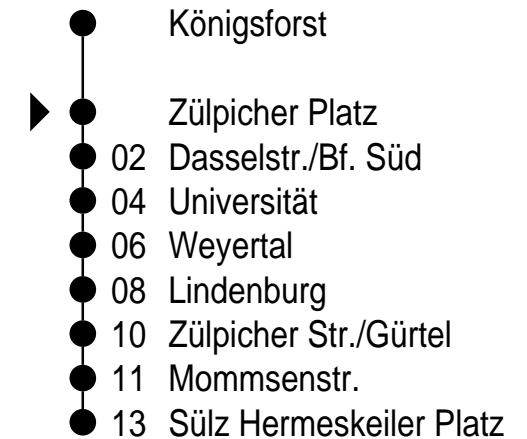 Königsforst
Zülpicher Platz
02 Dasselstr./Bf. Süd
04 Universität
06 Weyertal
08 Lindenburg
10 Zülpicher Str./Gürtel
11 Mommsenstr.
13 Sülz Hermeskeiler Platz